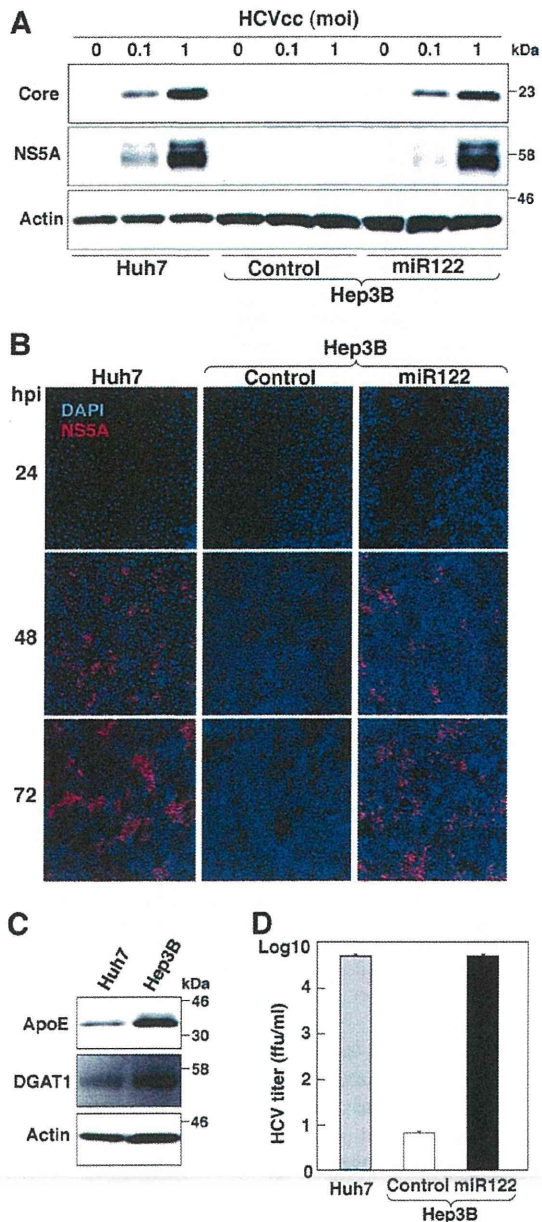 A
HCVcc (moi)
0 0.1 1 0 0.1 1 0 0.1 1 kDa
Core
23
NS5A
58
46
Actin
Huh7 Control miR122
Hep3B
B
Hep3B
Huh7 Control miR122
hpi
DAPI
NS5A
24
48
72
C
Huh7 Hep3B
kDa
46
ApoE
30
58
DGAT1
46
Actin
D
Log10
HCV titer (ffu/ml)
4
3
2
1
0
Huh7 Control miR122
Hep3B